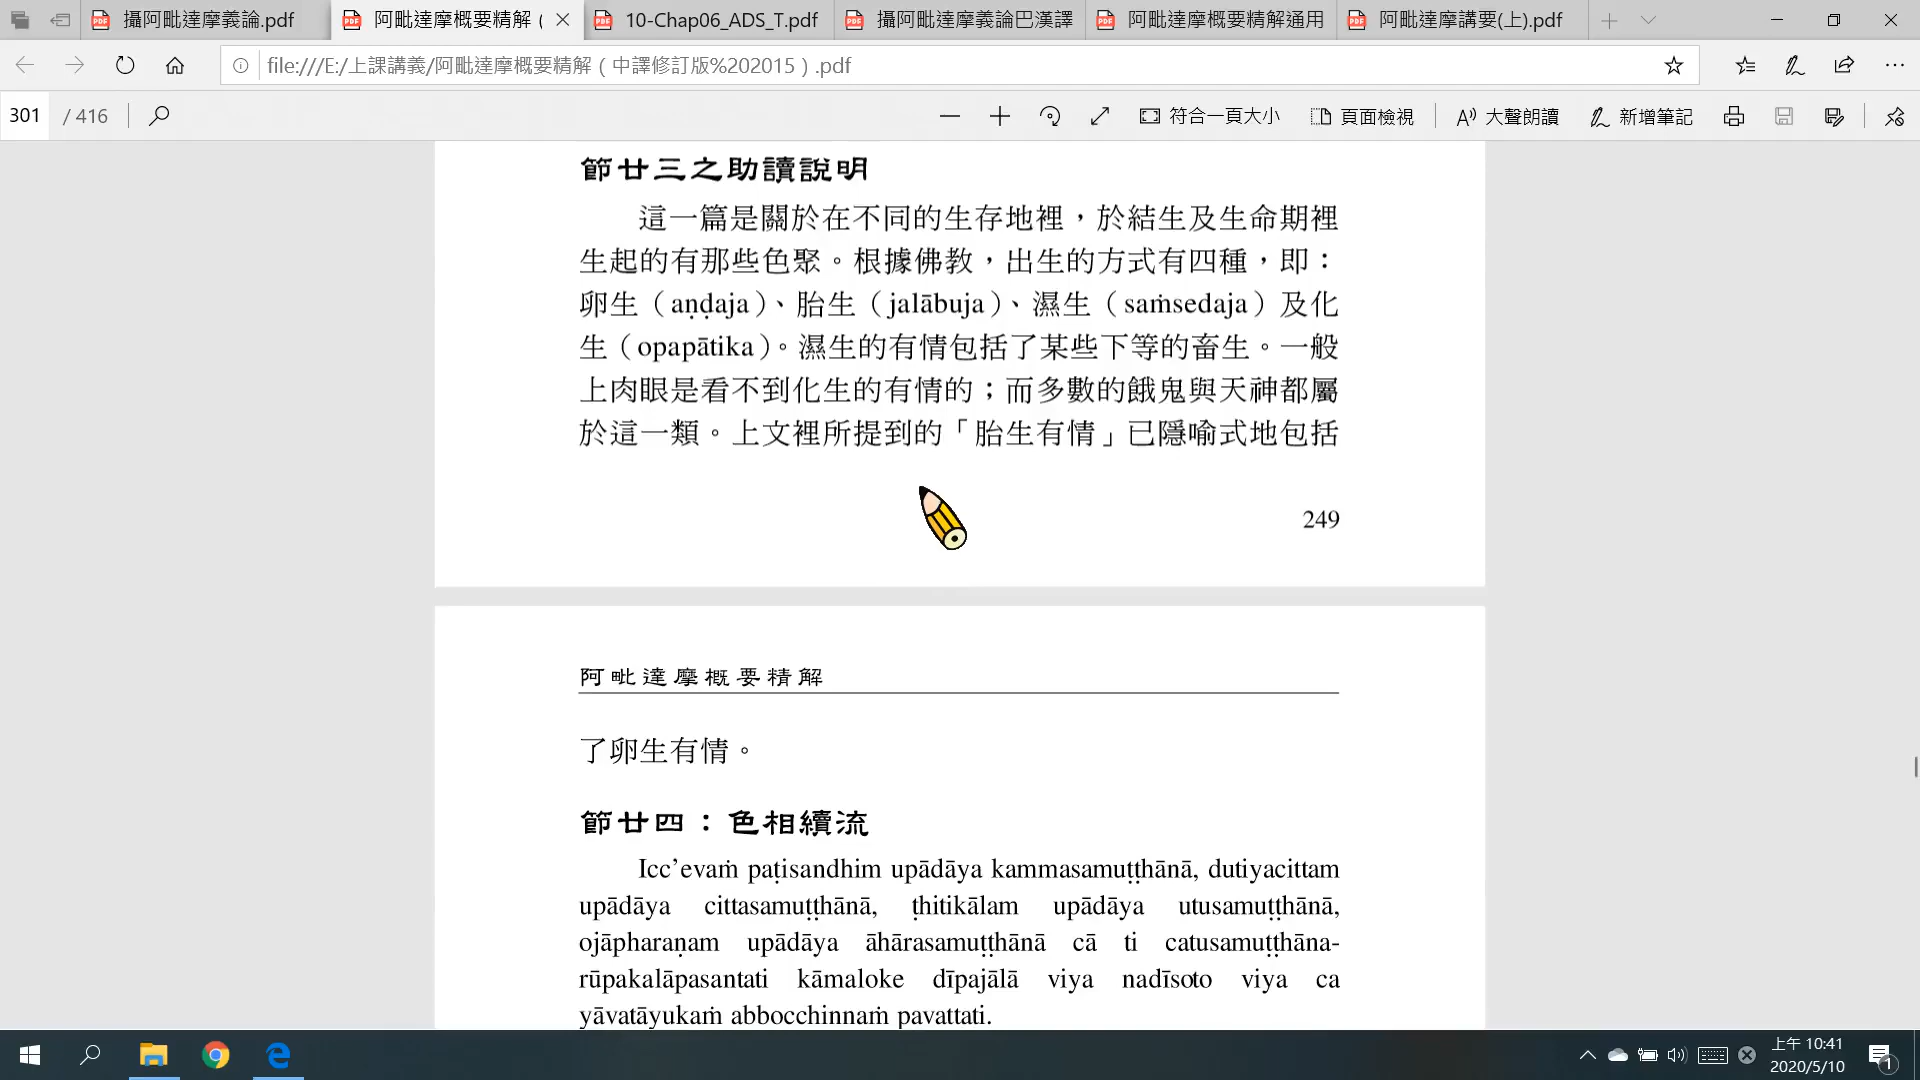 攝阿毗達摩義論.pdf
阿毗達摩概要精解 (
10-Chap06_ADS_T.pdf
攝阿毗達摩義論巴漢譯
阿毗達摩概要精解通用
阿毗達摩講要(上).pdf
file:///E:/上課講義/阿毗達摩概要精解（中譯修訂版%202015）.pdf
301 / 416
符合一頁大小
頁面檢視
大聲朗讀
新增筆記
節廿三之助讀說明
這一篇是關於在不同的生存地裡，於結生及生命期裡
生起的有那些色聚。根據佛教，出生的方式有四種，即：
卵生（aṇḍaja）、胎生（jalābuja）、濕生（saṁsedaja）及化
生（opapātika）。濕生的有情包括了某些下等的畜生。一般
上肉眼是看不到化生的有情的；而多數的餓鬼與天神都屬
於這一類。上文裡所提到的「胎生有情」已隱喻式地包括
249
阿毗達摩概要精解
了卵生有情。
節廿四：色相續流
Icc’evaṁ paṭisandhim upādāya kammasamuṭṭhānā, dutiyacittam
upādāya cittasamuṭṭhānā, ṭhitikālam upādāya utusamuṭṭhānā,
ojāpharaṇam upādāya āhārasamuṭṭhānā cā ti catusamuṭṭhāna-
rūpakalāpasantati kāmaloke dīpajālā viya nadīsoto viya ca
yāvatāyukaṁ abbocchinnaṁ pavattati.
上午 10:41
2020/5/10
1